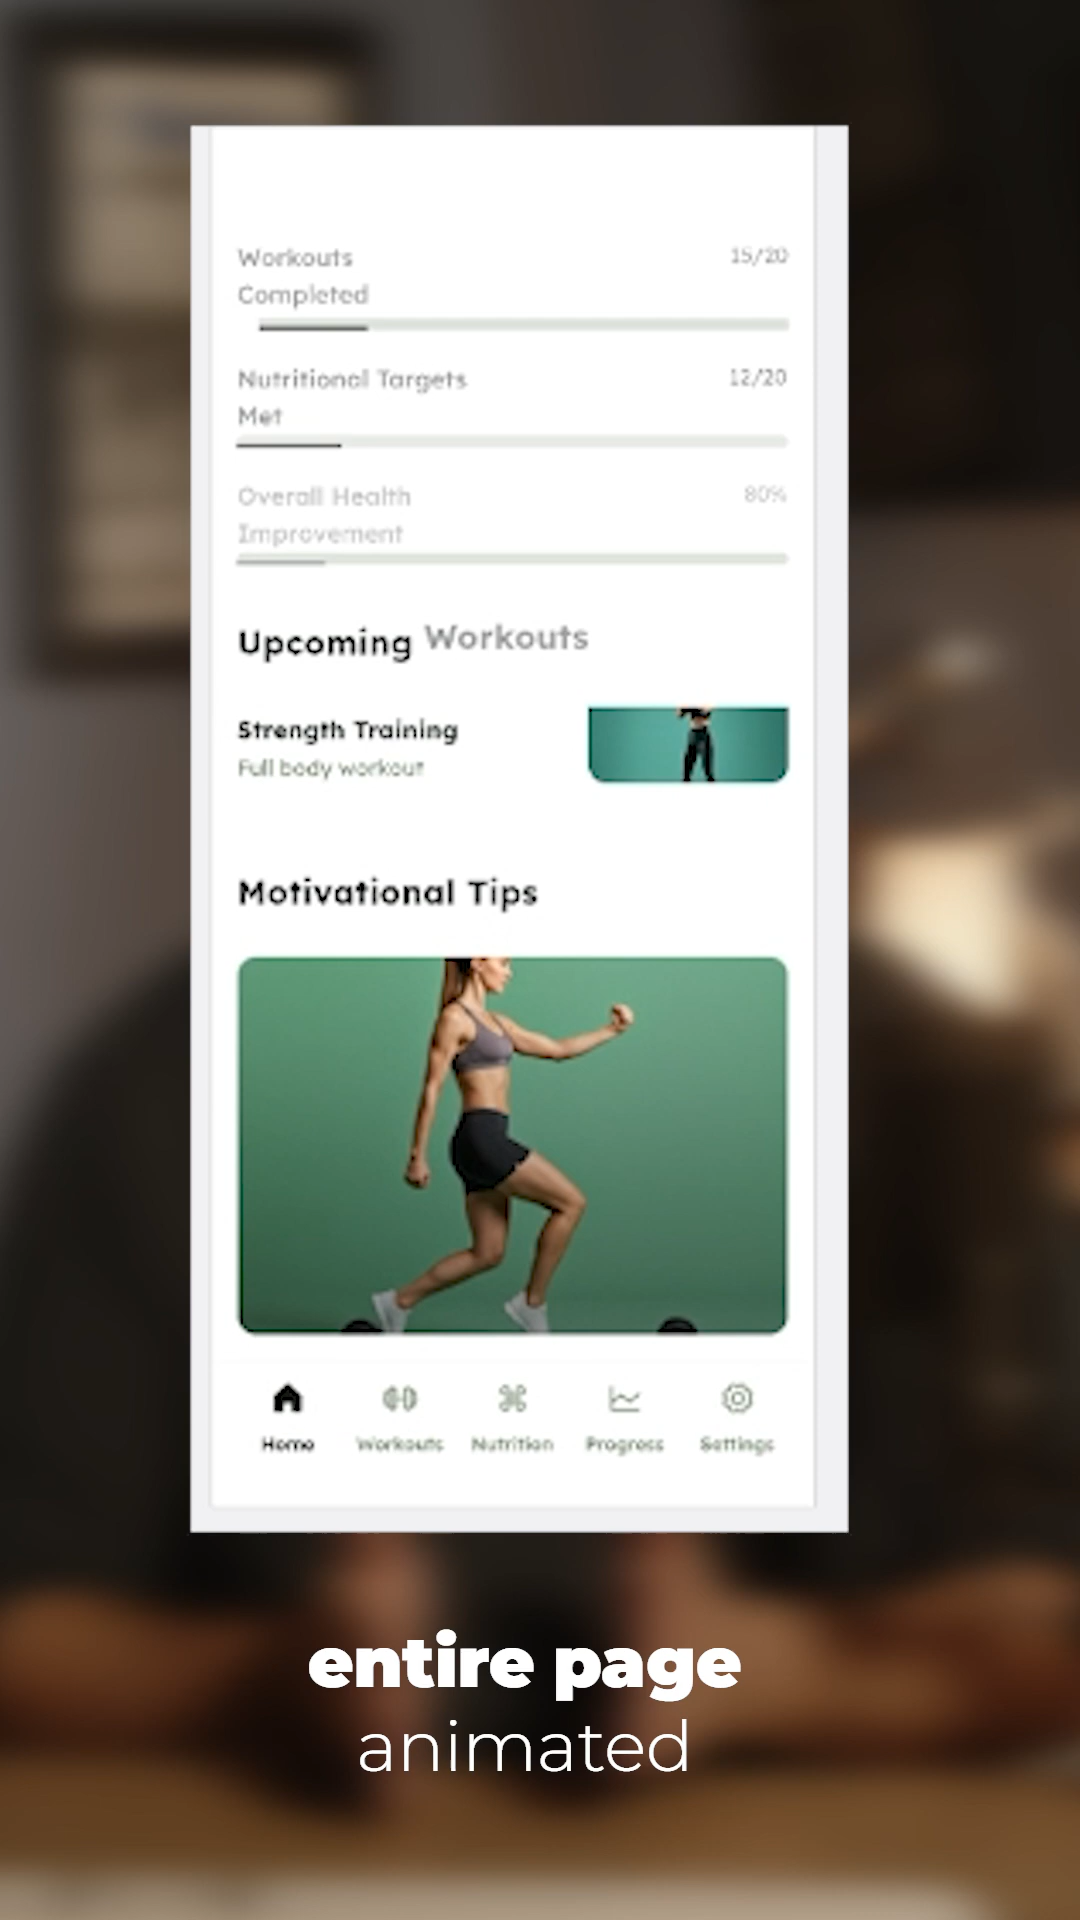 Workouts
Completed
15/20
Nutritional Targets
Met
12/20
Overall Health
Improvement
80%
Upcoming Workouts
Strength Training
Full body workout
Motivational Tips
Home
Workouts
Nutrition
Progress
Settings
entire page
animated